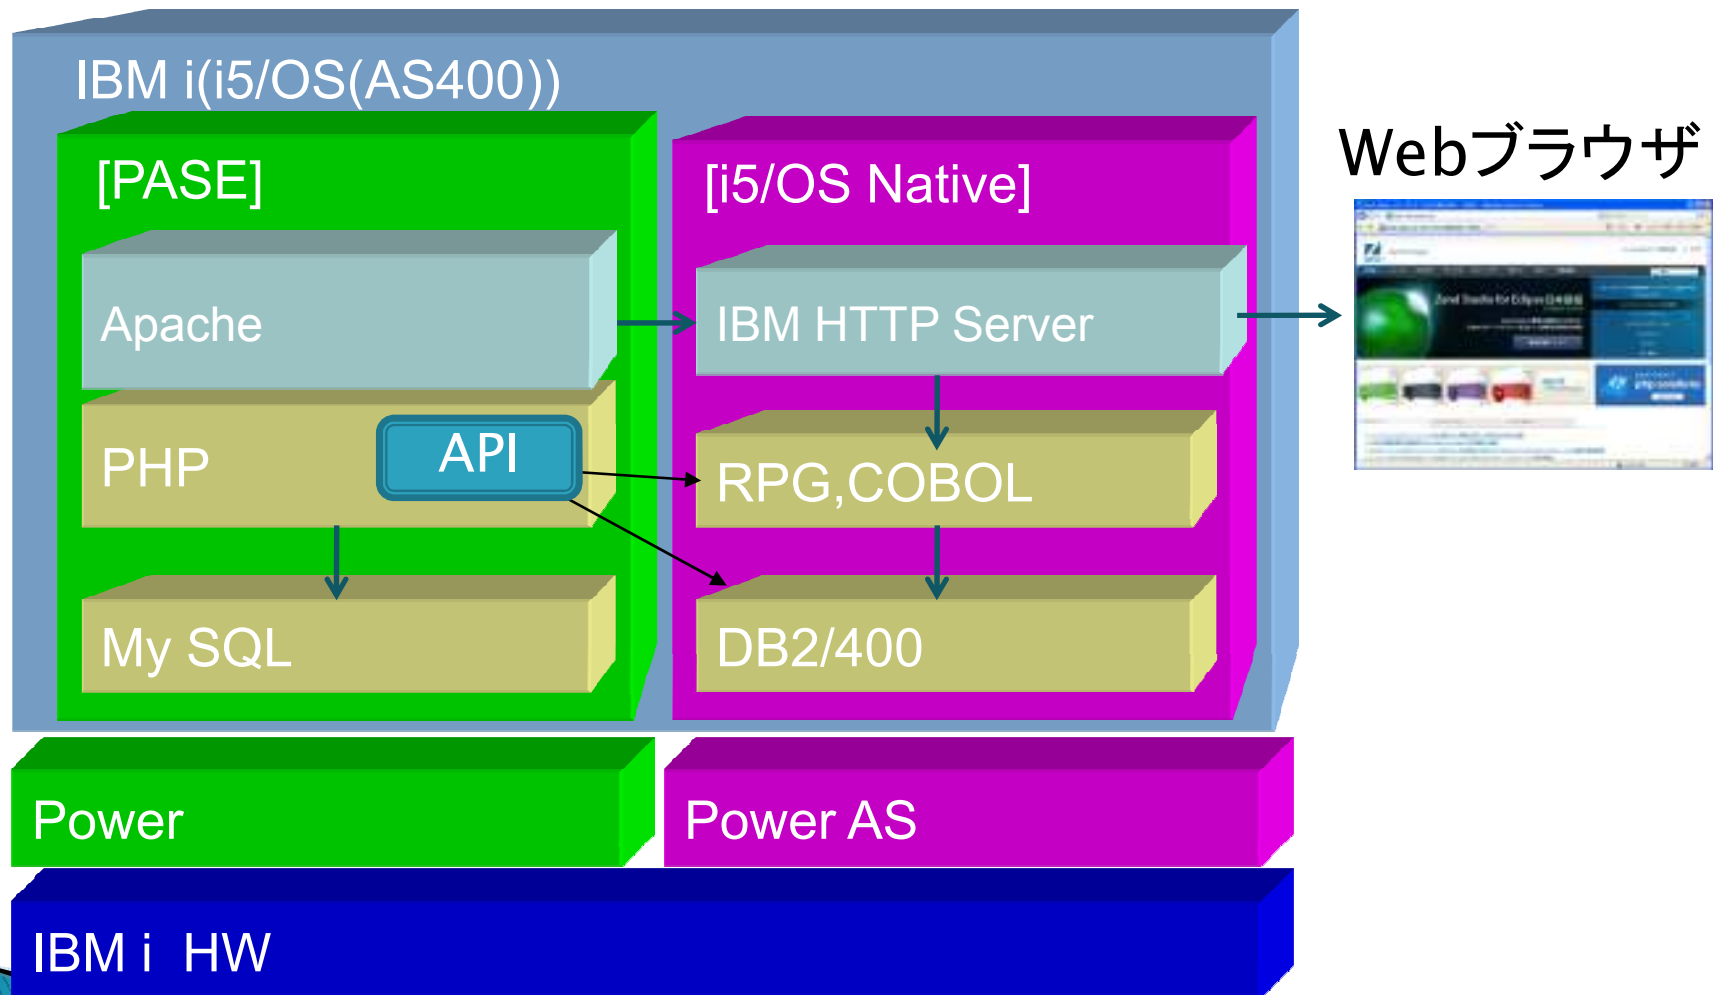 IBM i(i5/OS(AS400))
[PASE]
[i5/OS Native]
Webブラウザ
Apache
IBM HTTP Server
PHP
API
RPG,COBOL
My SQL
DB2/400
Power
Power AS
IBM i HW